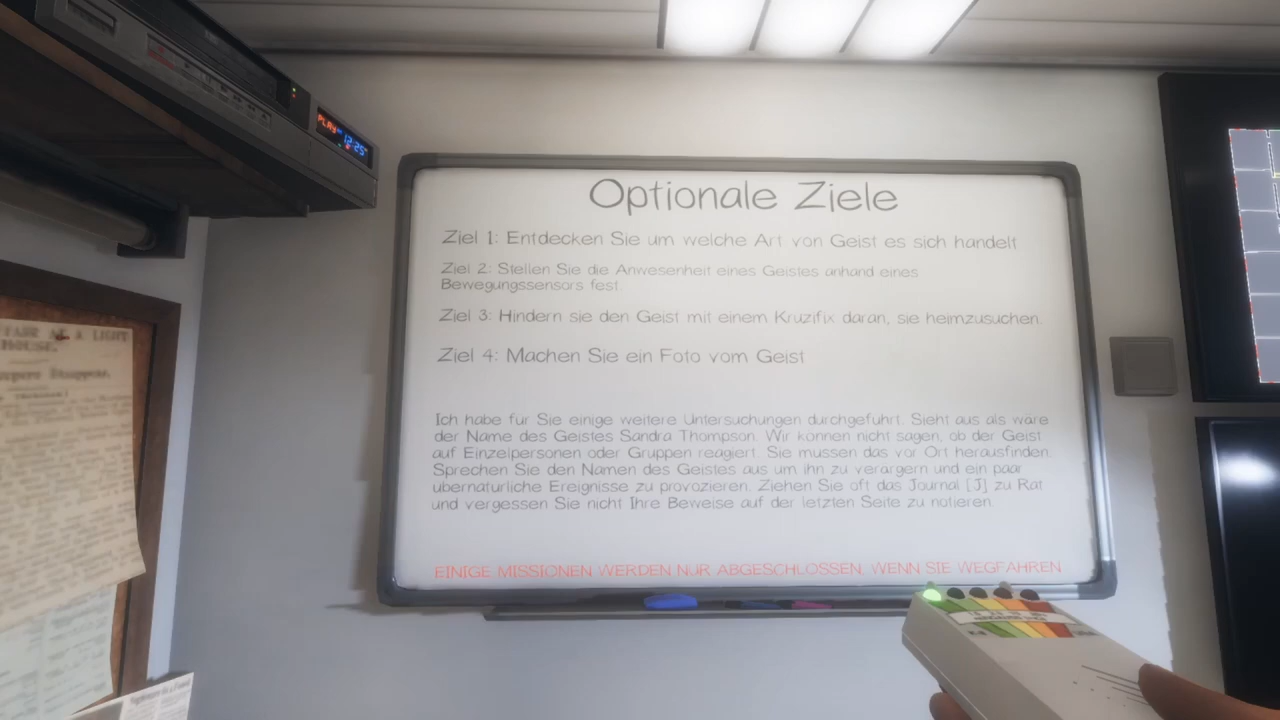 PLAY 12:25
Optionale Ziele
Ziel 1: Entdecken Sie um welche Art von Geist es sich handelt
Ziel 2: Stellen Sie die Anwesenheit eines Geistes anhand eines
Bewegungssensors fest.
Ziel 3: Hindern sie den Geist mit einem Kruzifix daran, sie heimzusuchen.
Ziel 4: Machen Sie ein Foto vom Geist
Ich habe für Sie einige weitere Untersuchungen durchgeführt. Sieht aus als wäre
der Name des Geistes Sandra Thompson. Wir können nicht sagen, ob der Geist
auf Einzelpersonen oder Gruppen reagiert. Sie müssen das vor Ort herausfinden.
Sprechen Sie den Namen des Geistes aus um ihn zu verärgern und ein paar
übernatürliche Ereignisse zu provozieren. Ziehen Sie oft das Journal [J] zu Rat
und vergessen Sie nicht Ihre Beweise auf der letzten Seite zu notieren.
EINIGE MISSIONEN WERDEN NUR ABGESCHLOSSEN, WENN SIE WEGFAHREN
A LIGHT
HOUSE.
Disappear.